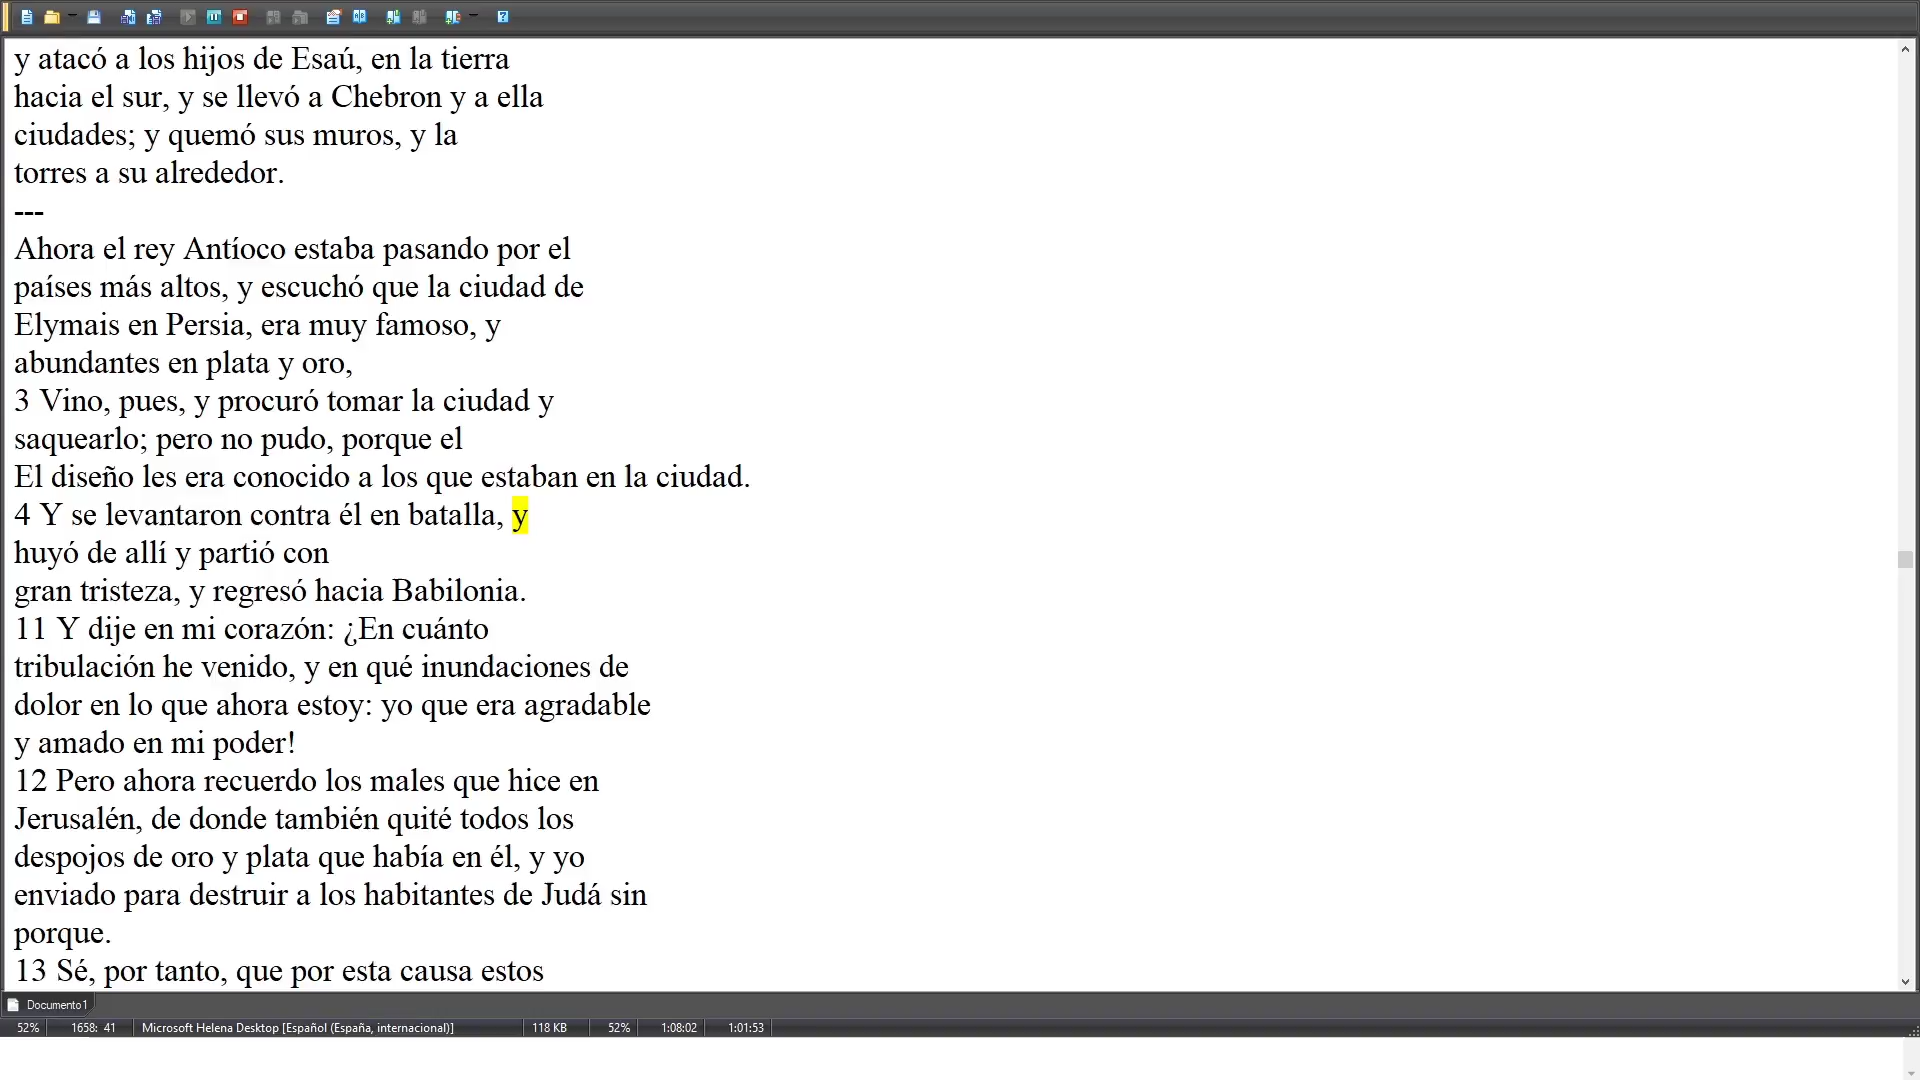 y atacó a los hijos de Esaú, en la tierra
hacia el sur, y se llevó a Chebron y a ella
ciudades; y quemó sus muros, y la
torres a su alrededor.
---
Ahora el rey Antíoco estaba pasando por el
países más altos, y escuchó que la ciudad de
Elymais en Persia, era muy famoso, y
abundantes en plata y oro,
3 Vino, pues, y procuró tomar la ciudad y
saquearlo; pero no pudo, porque el
El diseño les era conocido a los que estaban en la ciudad.
4 Y se levantaron contra él en batalla, y
huyó de allí y partió con
gran tristeza, y regresó hacia Babilonia.
11 Y dije en mi corazón: ¿En cuánto
tribulación he venido, y en qué inundaciones de
dolor en lo que ahora estoy: yo que era agradable
y amado en mi poder!
12 Pero ahora recuerdo los males que hice en
Jerusalén, de donde también quité todos los
despojos de oro y plata que había en él, y yo
enviado para destruir a los habitantes de Judá sin
porque.
13 Sé, por tanto, que por esta causa estos
Documento1
52% 1658: 41 Microsoft Helena Desktop [Español (España, internacional)] 118 KB 52% 1:08:02 1:01:53